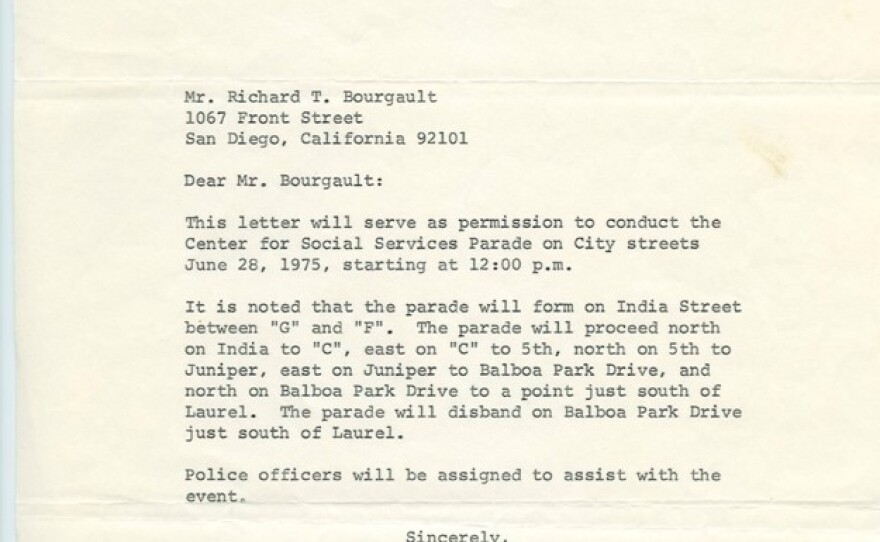 Mr. Richard T. Bourgault
1067 Front Street
San Diego, California 92101
Dear Mr. Bourgault:
This letter will serve as permission to conduct the
Center for Social Services Parade on City streets
June 28, 1975, starting at 12:00 p.m.
It is noted that the parade will form on India Street
between "G" and "F".  The parade will proceed north
on India to "C", east on "C" to 5th, north on 5th to
Juniper, east on Juniper to Balboa Park Drive, and
north on Balboa Park Drive to a point just south of
Laurel.  The parade will disband on Balboa Park Drive
just south of Laurel.
Police officers will be assigned to assist with the
event.
Sincerely,